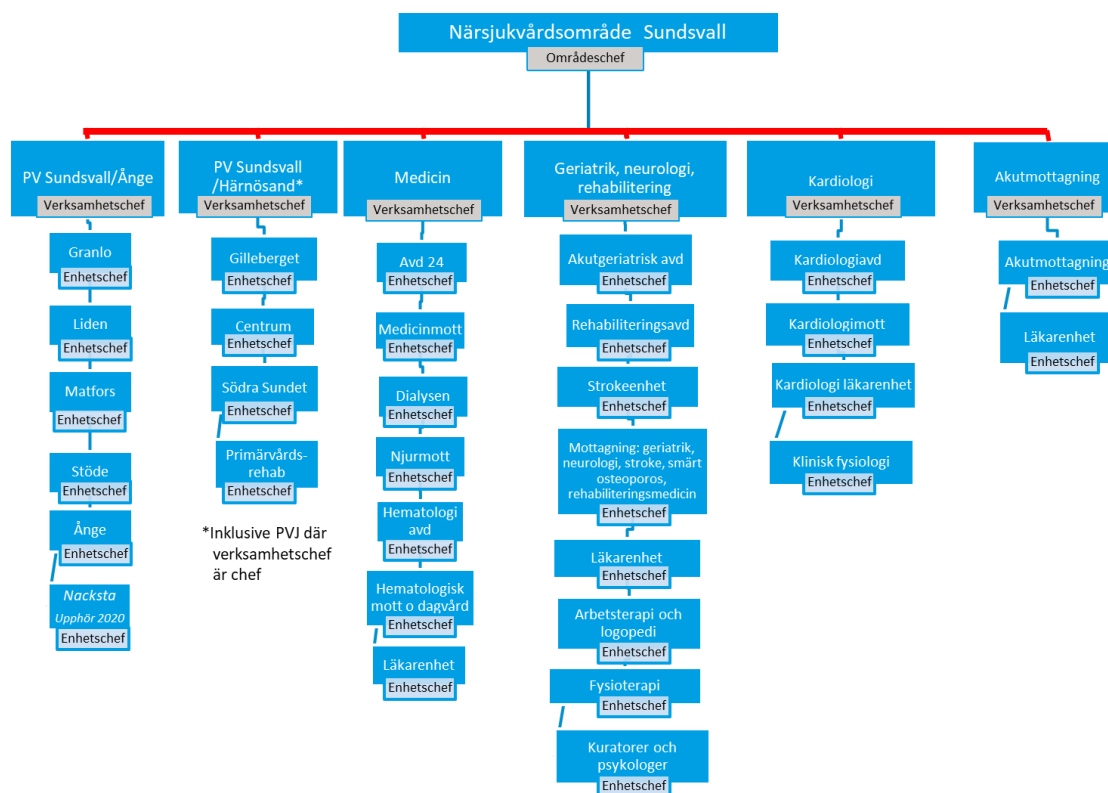 Närsjukvårdsområde Sundsvall
Områdeschef
PV Sundsvall/Ånge
Verksamhetschef
Granlo
Enhetschef
Liden
Enhetschef
Matfors
Enhetschef
Stöde
Enhetschef
Ånge
Enhetschef
Nacksta
Upphör 2020
Enhetschef
PV Sundsvall
/Härnösand*
Verksamhetschef
Gilleberget
Enhetschef
Centrum
Enhetschef
Södra Sundet
Enhetschef
Primärvårds-
rehab
Enhetschef
*Inklusive PVJ där
verksamhetschef
är chef
Medicin
Verksamhetschef
Avd 24
Enhetschef
Medicinmott
Enhetschef
Dialysen
Enhetschef
Njurmott
Enhetschef
Hematologi
avd
Enhetschef
Hematologisk
mott o dagvård
Enhetschef
Läkarenhet
Enhetschef
Geriatrik, neurologi,
rehabilitering
Verksamhetschef
Akutgeriatrisk avd
Enhetschef
Rehabiliteringsavd
Enhetschef
Strokeenhet
Enhetschef
Mottagning: geriatrik,
neurologi, stroke, smärt
osteoporos,
rehabiliteringsmedicin
Enhetschef
Läkarenhet
Enhetschef
Arbetsterapi och
logopedi
Enhetschef
Fysioterapi
Enhetschef
Kuratorer och
psykologer
Enhetschef
Kardiologi
Verksamhetschef
Kardiologiavd
Enhetschef
Kardiologimott
Enhetschef
Kardiologi läkarenhet
Enhetschef
Klinisk fysiologi
Enhetschef
Akutmottagning
Verksamhetschef
Akutmottagning
Enhetschef
Läkarenhet
Enhetschef